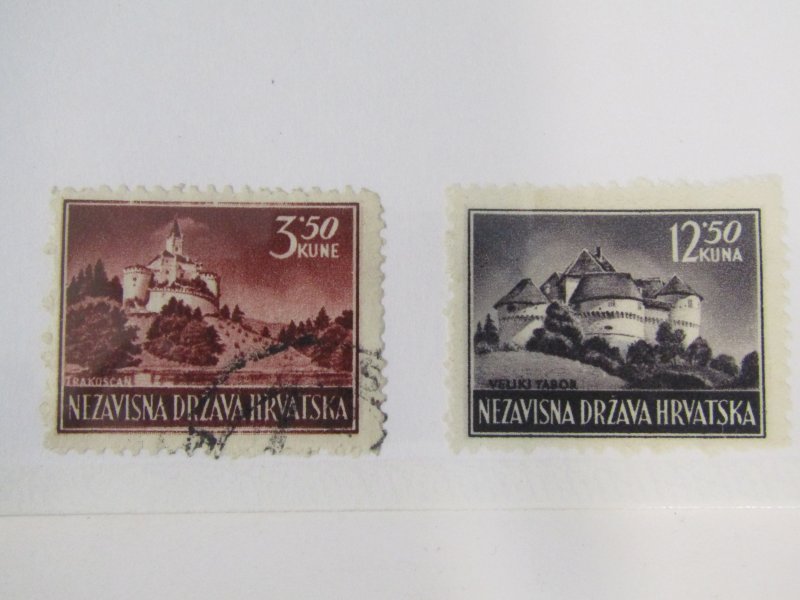 3.50
KUNE
TRAKOŠĆAN
NEZAVISNA DRŽAVA HRVATSKA
12.50
KUNA
VELIKI TABOR
NEZAVISNA DRŽAVA HRVATSKA